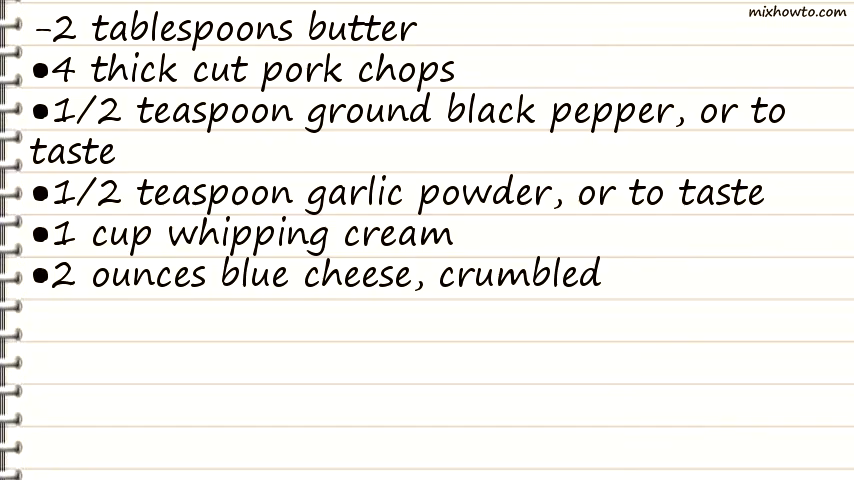 mixhowto.com
-2 tablespoons butter
●4 thick cut pork chops
●1/2 teaspoon ground black pepper, or to
taste
●1/2 teaspoon garlic powder, or to taste
●1 cup whipping cream
●2 ounces blue cheese, crumbled